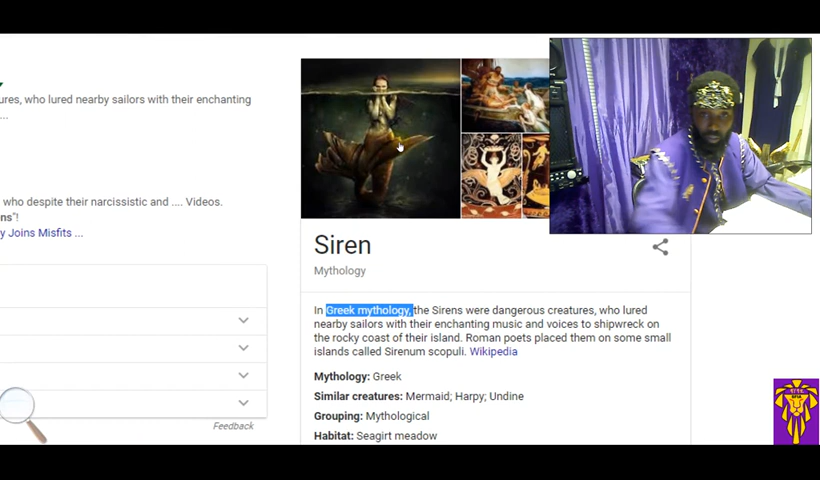 ures, who lured nearby sailors with their enchanting
...
who despite their narcissistic and .... Videos.
ns"!
y Joins Misfits ...
Feedback
Siren
Mythology
In Greek mythology, the Sirens were dangerous creatures, who lured
nearby sailors with their enchanting music and voices to shipwreck on
the rocky coast of their island. Roman poets placed them on some small
islands called Sirenum scopuli. Wikipedia
Mythology: Greek
Similar creatures: Mermaid; Harpy; Undine
Grouping: Mythological
Habitat: Seagirt meadow